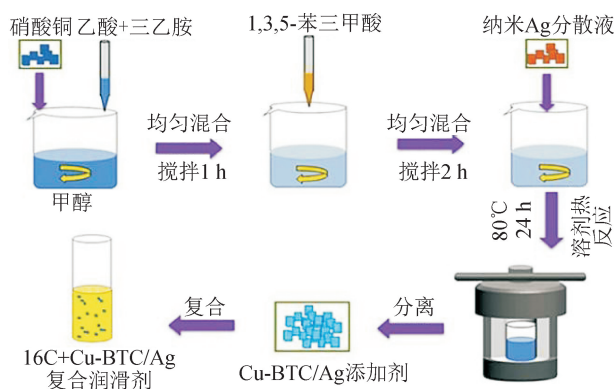 硝酸铜 乙酸+三乙胺
1,3,5-苯三甲酸
纳米Ag分散液
均匀混合
搅拌1 h
均匀混合
搅拌2 h
甲醇
80℃
24 h
溶剂热
反应
分离
Cu-BTC/Ag添加剂
复合
16C+Cu-BTC/Ag
复合润滑剂